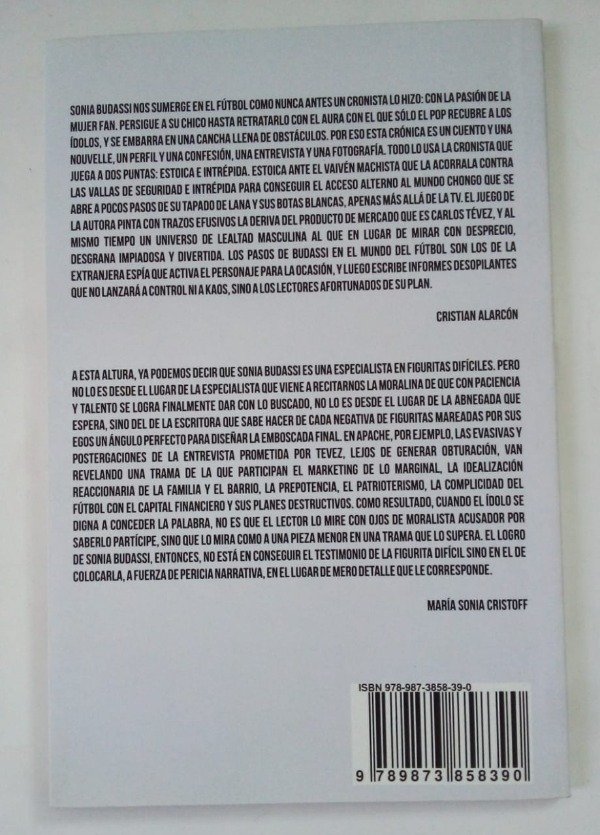 SONIA BUDASSI NOS SUMERGE EN EL FÚTBOL COMO NUNCA ANTES UN CRONISTA LO HIZO: CON LA PASIÓN DE LA
MUJER FAN. PERSIGUE A SU CHICO HASTA RETRATARLO CON EL AURA CON EL QUE SÓLO EL POP RECUBRE A LOS
ÍDOLOS, Y SE EMBARRA EN UNA CANCHA LLENA DE OBSTÁCULOS. POR ESO ESTA CRÓNICA ES UN CUENTO Y UNA
NOUVELLE, UN PERFIL Y UNA CONFESIÓN, UNA ENTREVISTA Y UNA FOTOGRAFÍA. TODO LO USA LA CRONISTA QUE
JUEGA A DOS PUNTAS: ESTOICA E INTRÉPIDA. ESTOICA ANTE EL VAIVÉN MACHISTA QUE LA ACORRALA CONTRA
LAS VALLAS DE SEGURIDAD E INTRÉPIDA PARA CONSEGUIR EL ACCESO ALTERNO AL MUNDO CHONGO QUE SE
ABRE A POCOS PASOS DE SU TAPADO DE LANA Y SUS BOTAS BLANCAS, APENAS MÁS ALLÁ DE LA TV. EL JUEGO DE
LA AUTORA PINTA CON TRAZOS EFUSIVOS LA DERIVA DEL PRODUCTO DE MERCADO QUE ES CARLOS TÉVEZ, Y AL
MISMO TIEMPO UN UNIVERSO DE LEALTAD MASCULINA AL QUE EN LUGAR DE MIRAR CON DESPRECIO,
DESGRANA IMPIADOSA Y DIVERTIDA. LOS PASOS DE BUDASSI EN EL MUNDO DEL FÚTBOL SON LOS DE LA
EXTRANJERA ESPÍA QUE ACTIVA EL PERSONAJE PARA LA OCASIÓN, Y LUEGO ESCRIBE INFORMES DESOPILANTES
QUE NO LANZARÁ A CONTROL NI A KAOS, SINO A LOS LECTORES AFORTUNADOS DE SU PLAN.
CRISTIAN ALARCÓN
A ESTA ALTURA, YA PODEMOS DECIR QUE SONIA BUDASSI ES UNA ESPECIALISTA EN FIGURITAS DIFÍCILES. PERO
NO LO ES DESDE EL LUGAR DE LA ESPECIALISTA QUE VIENE A RECITARNOS LA MORALINA DE QUE CON PACIENCIA
Y TALENTO SE LOGRA FINALMENTE DAR CON LO BUSCADO, NO LO ES DESDE EL LUGAR DE LA ABNEGADA QUE
ESPERA, SINO DEL DE LA ESCRITORA QUE SABE HACER DE CADA NEGATIVA DE FIGURITAS MAREADAS POR SUS
EGOS UN ÁNGULO PERFECTO PARA DISEÑAR LA EMBOSCADA FINAL. EN APACHE, POR EJEMPLO, LAS EVASIVAS Y
POSTERGACIONES DE LA ENTREVISTA PROMETIDA POR TEVEZ, LEJOS DE GENERAR OBTURACIÓN, VAN
REVELANDO UNA TRAMA DE LA QUE PARTICIPAN EL MARKETING DE LO MARGINAL, LA IDEALIZACIÓN
REACCIONARIA DE LA FAMILIA Y EL BARRIO, LA PREPOTENCIA, EL PATRIOTERISMO, LA COMPLICIDAD DEL
FÚTBOL CON EL CAPITAL FINANCIERO Y SUS PLANES DESTRUCTIVOS. COMO RESULTADO, CUANDO EL ÍDOLO SE
DIGNA A CONCEDER LA PALABRA, NO ES QUE EL LECTOR LO MIRE CON OJOS DE MORALISTA ACUSADOR POR
SABERLO PARTÍCIPE, SINO QUE LO MIRA COMO A UNA PIEZA MENOR EN UNA TRAMA QUE LO SUPERA. EL LOGRO
DE SONIA BUDASSI, ENTONCES, NO ESTÁ EN CONSEGUIR EL TESTIMONIO DE LA FIGURITA DIFÍCIL SINO EN EL DE
COLOCARLA, A FUERZA DE PERICIA NARRATIVA, EN EL LUGAR DE MERO DETALLE QUE LE CORRESPONDE.
MARÍA SONIA CRISTOFF
ISBN 978-987-3858-39-0
9 789873 858390